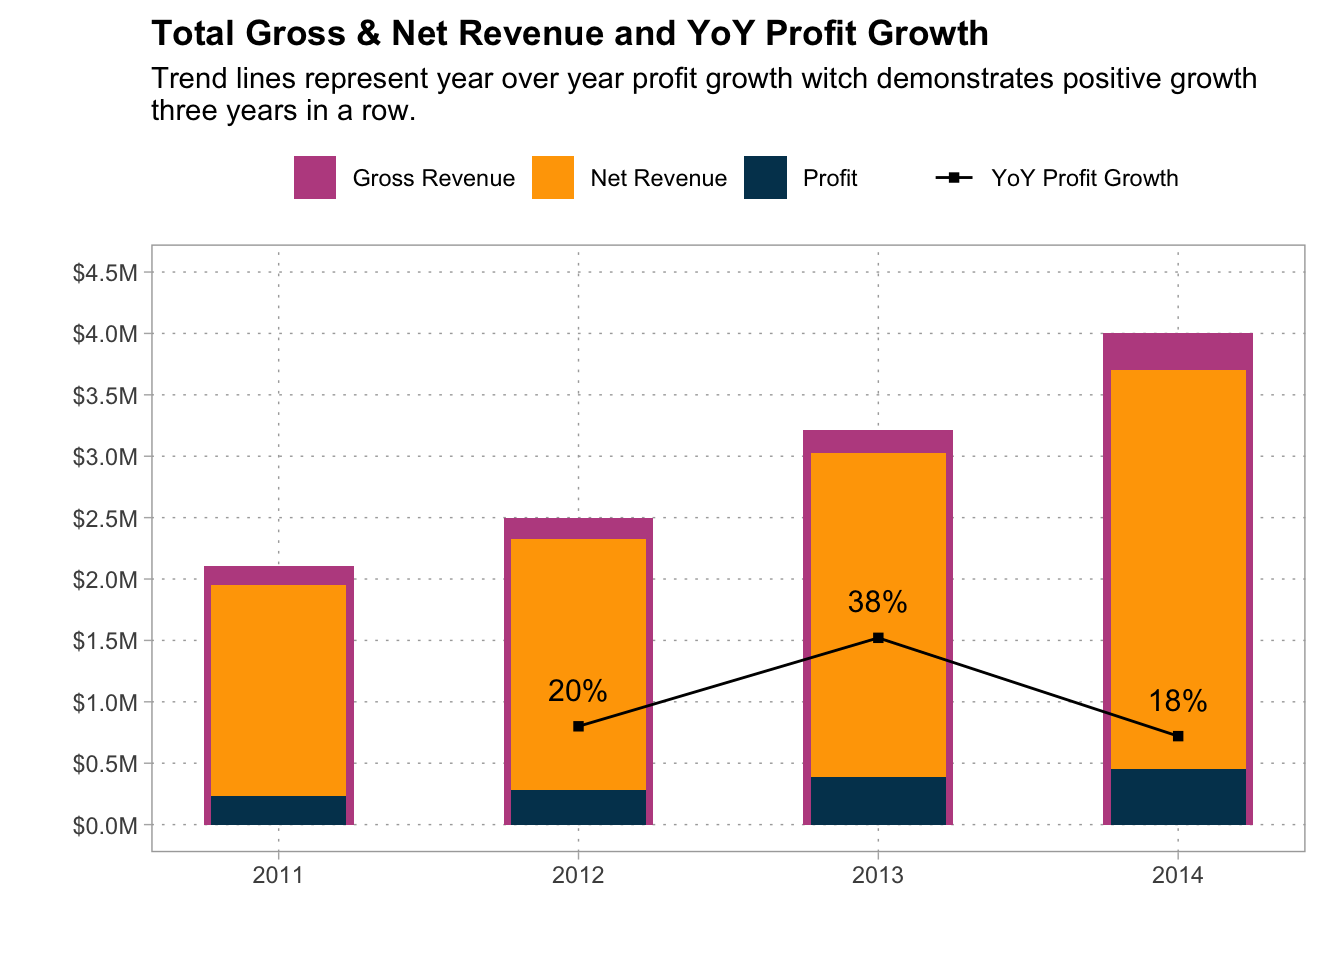 Total Gross & Net Revenue and YoY Profit Growth
Trend lines represent year over year profit growth witch demonstrates positive growth
three years in a row.
Gross Revenue Net Revenue Profit YoY Profit Growth
$4.5M
$4.0M
$3.5M
$3.0M
$2.5M
$2.0M
$1.5M
$1.0M
$0.5M
$0.0M
38%
20%
18%
2011 2012 2013 2014